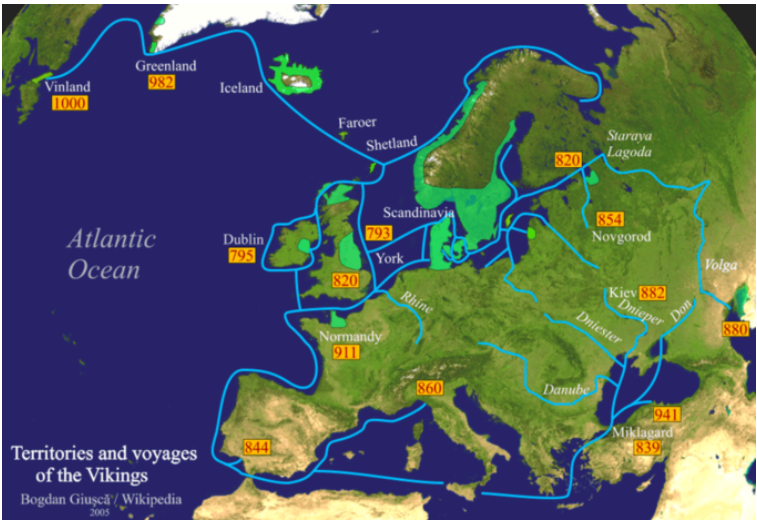 Greenland
982
Vinland
1000
Iceland
Faroer
Shetland
Staraya
Lagoda
820
Scandinavia
854
Novgorod
793
Dublin
795
York
820
Atlantic
Ocean
Volga
Kiev 882
Rhine
Dnieper
Don
Dniester
880
Normandy
911
860
Danube
941
Miklagard
839
844
Territories and voyages
of the Vikings
Bogdan Giuşcă / Wikipedia
2005